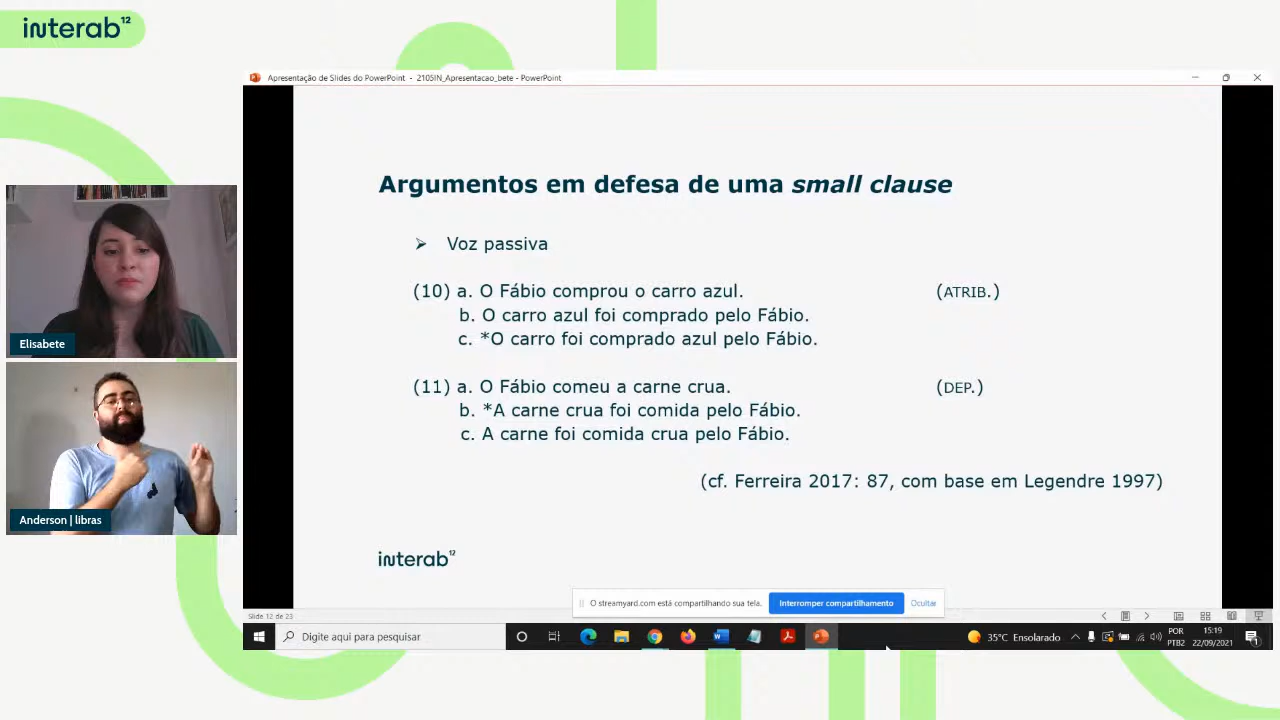 interab¹²
Apresentação de Slides do PowerPoint - 2105IN_Apresentacao_bete - PowerPoint
Argumentos em defesa de uma small clause
➢ Voz passiva
(10) a. O Fábio comprou o carro azul. (ATRIB.)
b. O carro azul foi comprado pelo Fábio.
c. *O carro foi comprado azul pelo Fábio.
(11) a. O Fábio comeu a carne crua. (DEP.)
b. *A carne crua foi comida pelo Fábio.
c. A carne foi comida crua pelo Fábio.
(cf. Ferreira 2017: 87, com base em Legendre 1997)
interab¹²
Elisabete
Anderson | libras
O streamyard.com está compartilhando sua tela. Interromper compartilhamento Ocultar
Slide 12 de 23
Digite aqui para pesquisar
35°C Ensolarado
POR
PTB2
15:19
22/09/2021